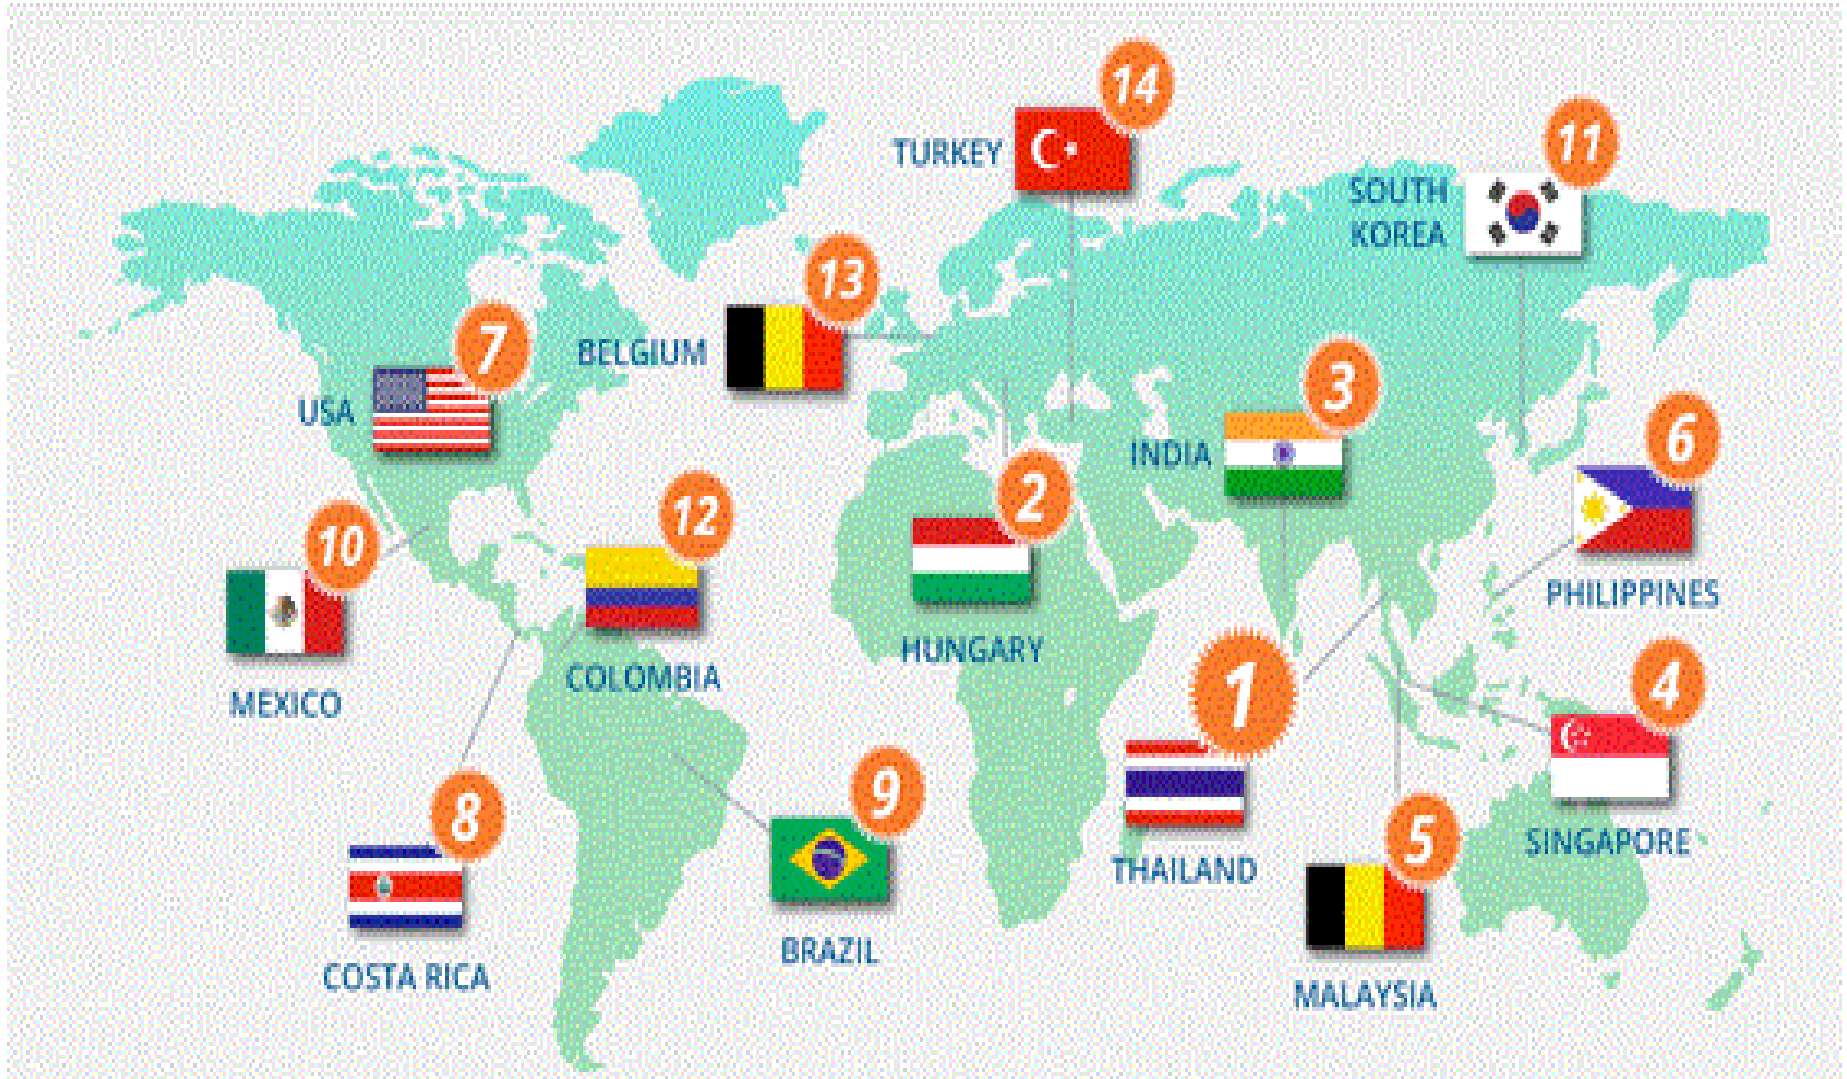 14
TURKEY
11
SOUTH
KOREA
13
BELGIUM
7
USA
3
INDIA
6
PHILIPPINES
2
HUNGARY
12
COLOMBIA
10
MEXICO
1
THAILAND
4
SINGAPORE
9
BRAZIL
8
COSTA RICA
5
MALAYSIA